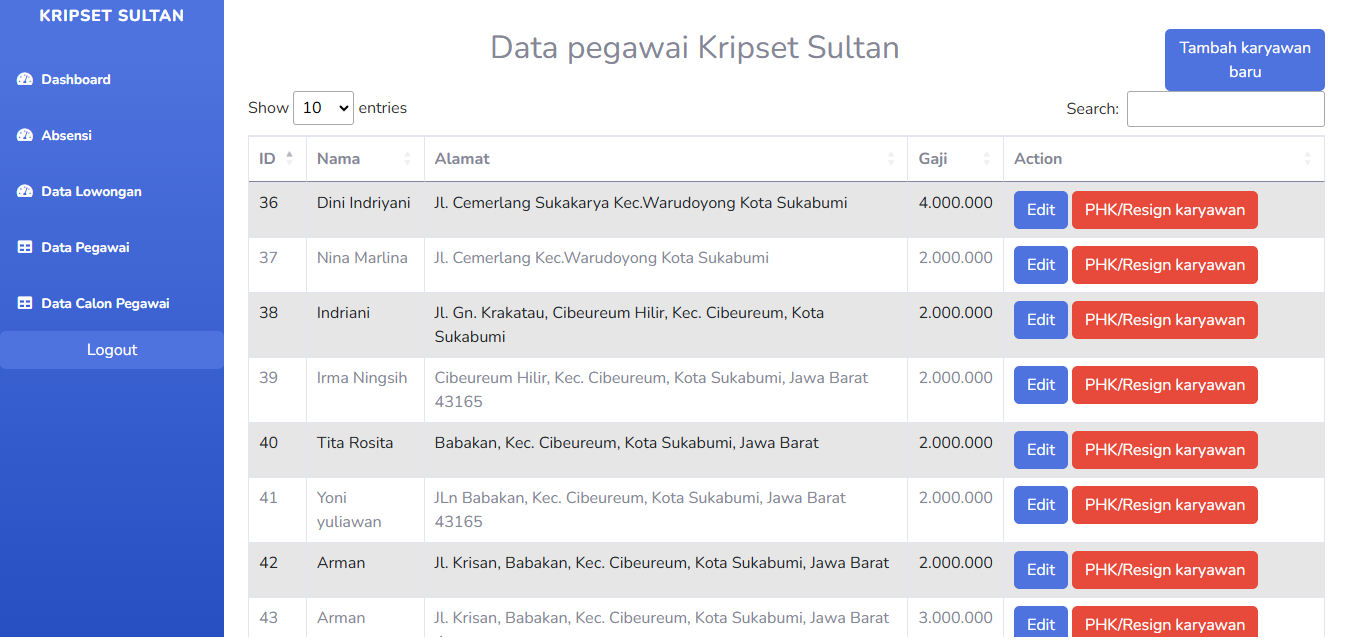 KRIPSET SULTAN
Dashboard
Absensi
Data Lowongan
Data Pegawai
Data Calon Pegawai
Logout
Data pegawai Kripset Sultan
Tambah karyawan
baru
Show 10 entries
Search:
ID Nama Alamat Gaji Action
36 Dini Indriyani Jl. Cemerlang Sukakarya Kec.Warudoyong Kota Sukabumi 4.000.000 Edit PHK/Resign karyawan
37 Nina Marlina Jl. Cemerlang Kec.Warudoyong Kota Sukabumi 2.000.000 Edit PHK/Resign karyawan
38 Indriani Jl. Gn. Krakatau, Cibeureum Hilir, Kec. Cibeureum, Kota 2.000.000 Edit PHK/Resign karyawan
Sukabumi
39 Irma Ningsih Cibeureum Hilir, Kec. Cibeureum, Kota Sukabumi, Jawa Barat 2.000.000 Edit PHK/Resign karyawan
43165
40 Tita Rosita Babakan, Kec. Cibeureum, Kota Sukabumi, Jawa Barat 2.000.000 Edit PHK/Resign karyawan
41 Yoni JLn Babakan, Kec. Cibeureum, Kota Sukabumi, Jawa Barat 2.000.000 Edit PHK/Resign karyawan
yuliawan 43165
42 Arman Jl. Krisan, Babakan, Kec. Cibeureum, Kota Sukabumi, Jawa Barat 2.000.000 Edit PHK/Resign karyawan
43 Arman Jl. Krisan, Babakan, Kec. Cibeureum, Kota Sukabumi, Jawa Barat 3.000.000 Edit PHK/Resign karyawan